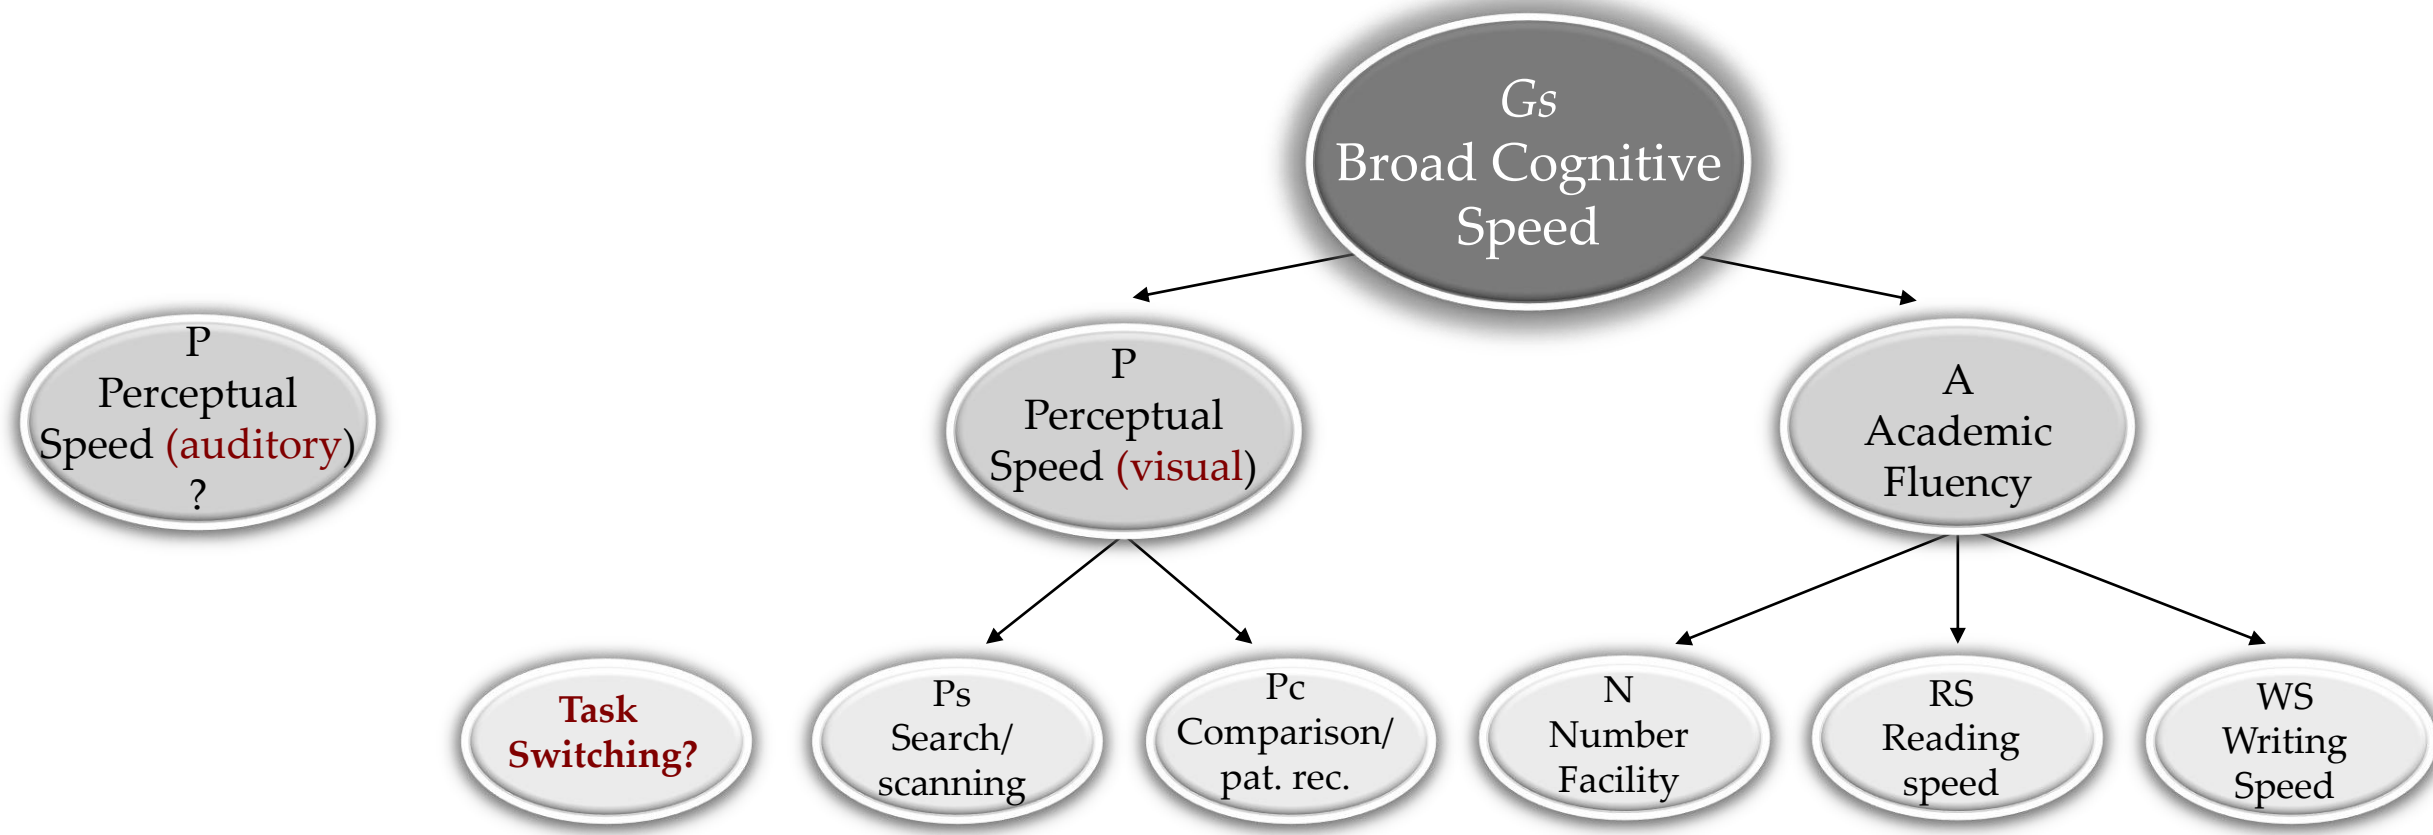 Gs
Broad Cognitive
Speed
P
Perceptual
Speed (auditory)
?
P
Perceptual
Speed (visual)
A
Academic
Fluency
Task
Switching?
Ps
Search/
scanning
Pc
Comparison/
pat. rec.
N
Number
Facility
RS
Reading
speed
WS
Writing
Speed